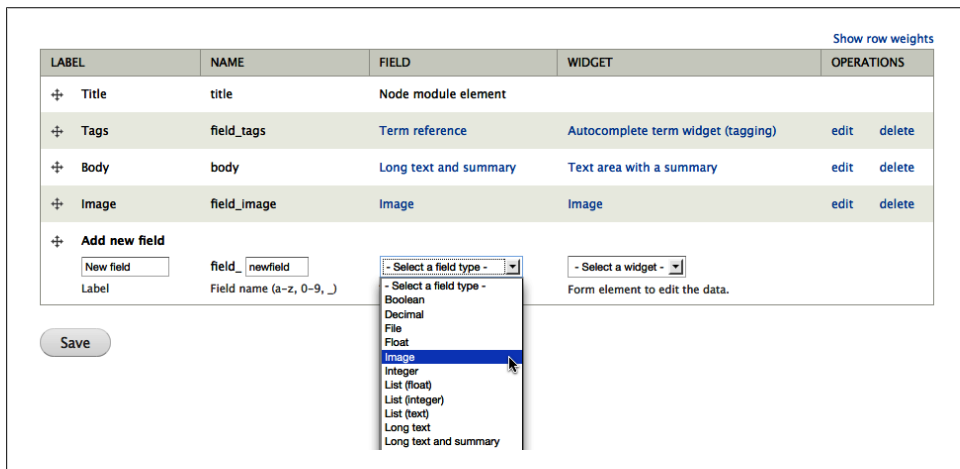 Show row weights
LABEL NAME FIELD WIDGET OPERATIONS
Title title Node module element
Tags field_tags Term reference Autocomplete term widget (tagging) edit delete
Body body Long text and summary Text area with a summary edit delete
Image field_image Image Image edit delete
Add new field
New field field_ newfield - Select a field type - - Select a widget -
Label Field name (a-z, 0-9, _) Form element to edit the data.
- Select a field type -
Boolean
Decimal
File
Float
Image
Integer
List (float)
List (integer)
List (text)
Long text
Long text and summary
Save